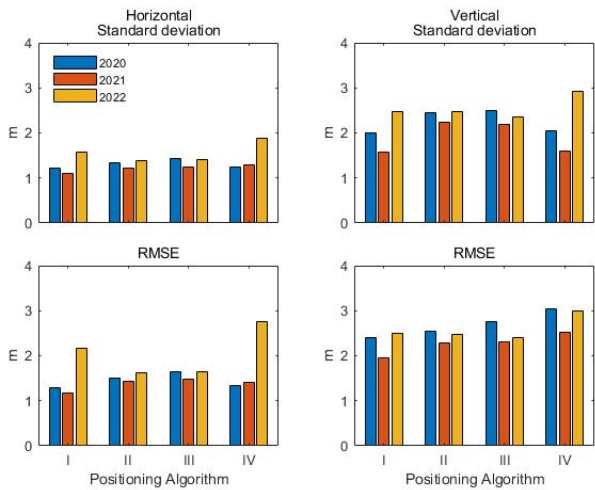 Horizontal
Standard deviation
4
3
2
1
0
m
2020
2021
2022
Vertical
Standard deviation
4
3
2
1
0
m
RMSE
4
3
2
1
0
m
I II III IV
Positioning Algorithm
RMSE
4
3
2
1
0
m
I II III IV
Positioning Algorithm